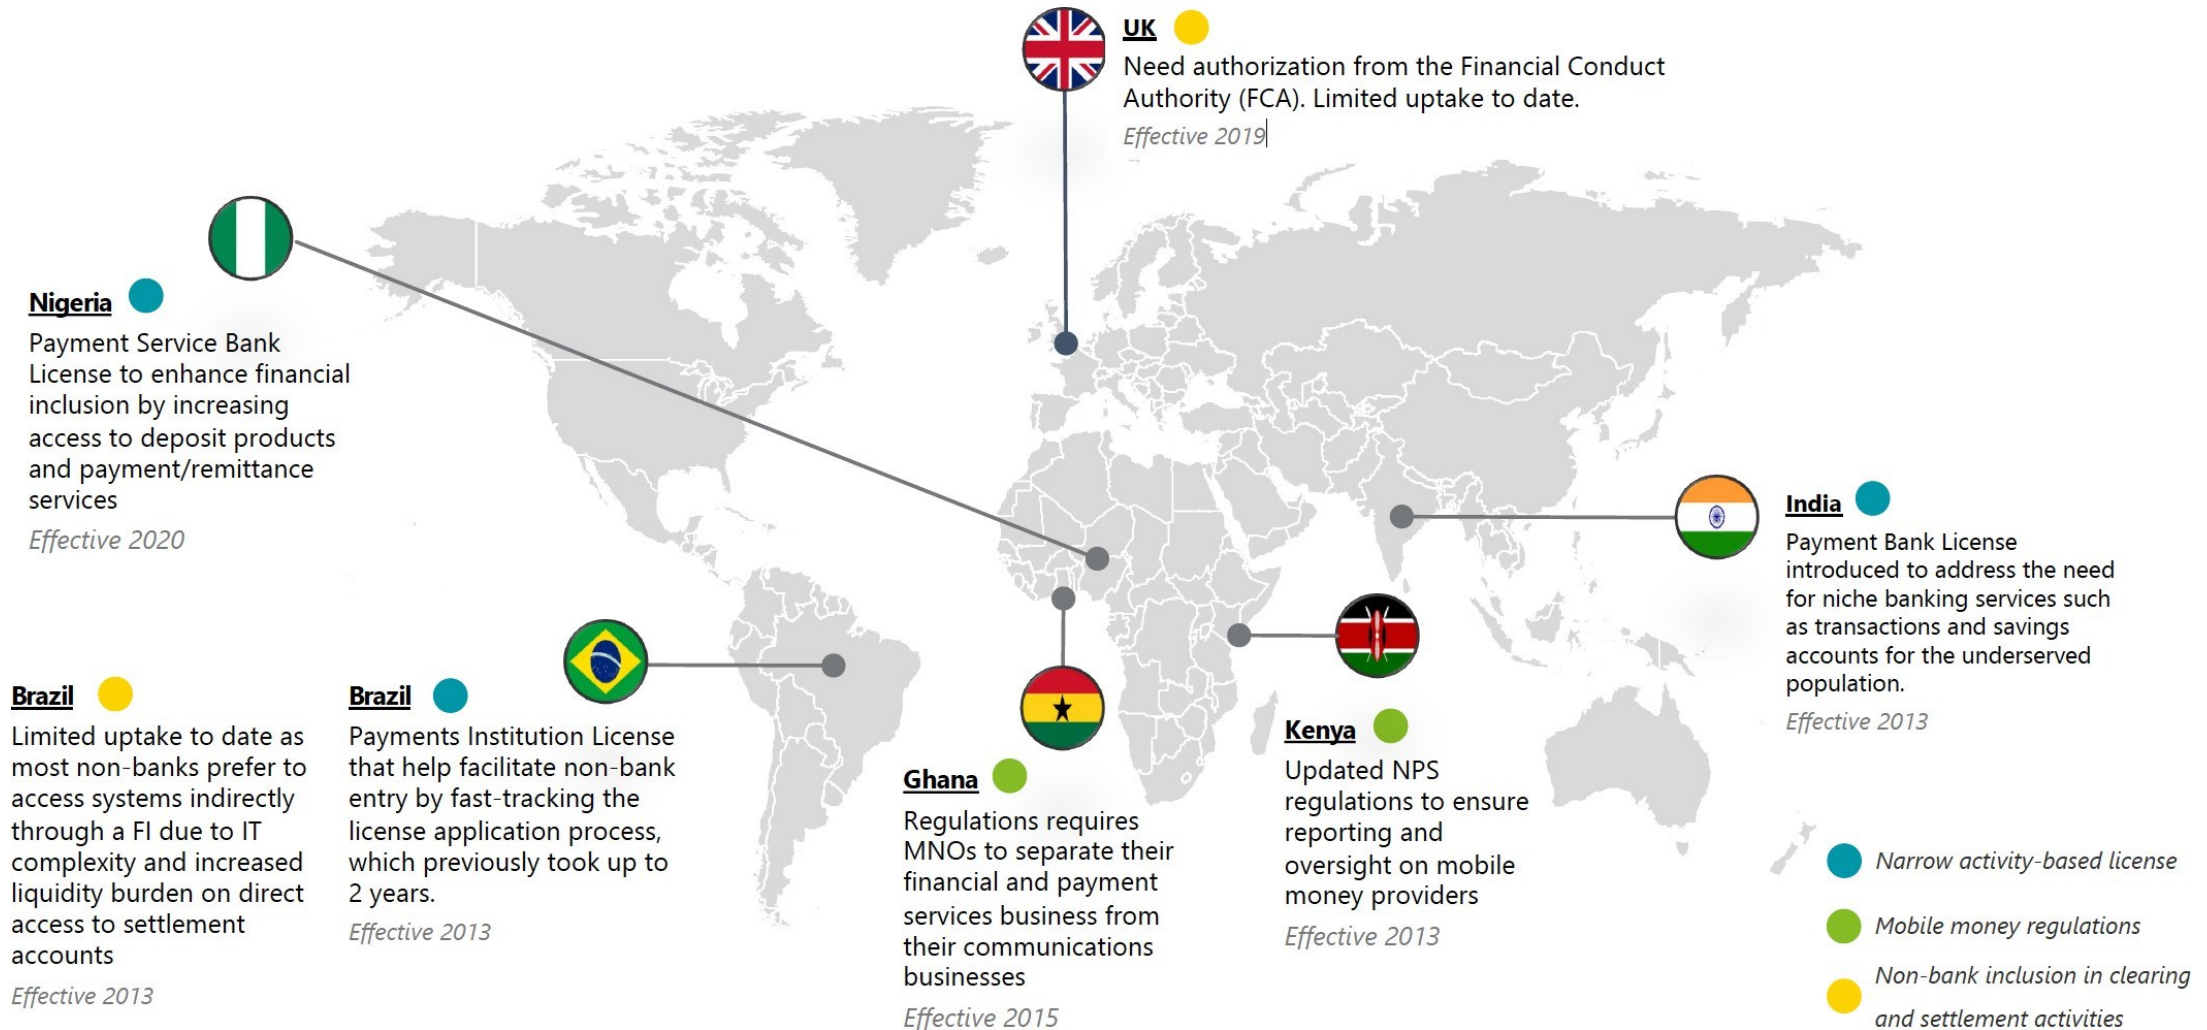 UK
Need authorization from the Financial Conduct
Authority (FCA). Limited uptake to date.
Effective 2019
Nigeria
Payment Service Bank
License to enhance financial
inclusion by increasing
access to deposit products
and payment/remittance
services
Effective 2020
India
Payment Bank License
introduced to address the need
for niche banking services such
as transactions and savings
accounts for the underserved
population.
Effective 2013
Brazil
Limited uptake to date as
most non-banks prefer to
access systems indirectly
through a FI due to IT
complexity and increased
liquidity burden on direct
access to settlement
accounts
Effective 2013
Brazil
Payments Institution License
that help facilitate non-bank
entry by fast-tracking the
license application process,
which previously took up to
2 years.
Effective 2013
Ghana
Regulations requires
MNOs to separate their
financial and payment
services business from
their communications
businesses
Effective 2015
Kenya
Updated NPS
regulations to ensure
reporting and
oversight on mobile
money providers
Effective 2013
Narrow activity-based license
Mobile money regulations
Non-bank inclusion in clearing
and settlement activities